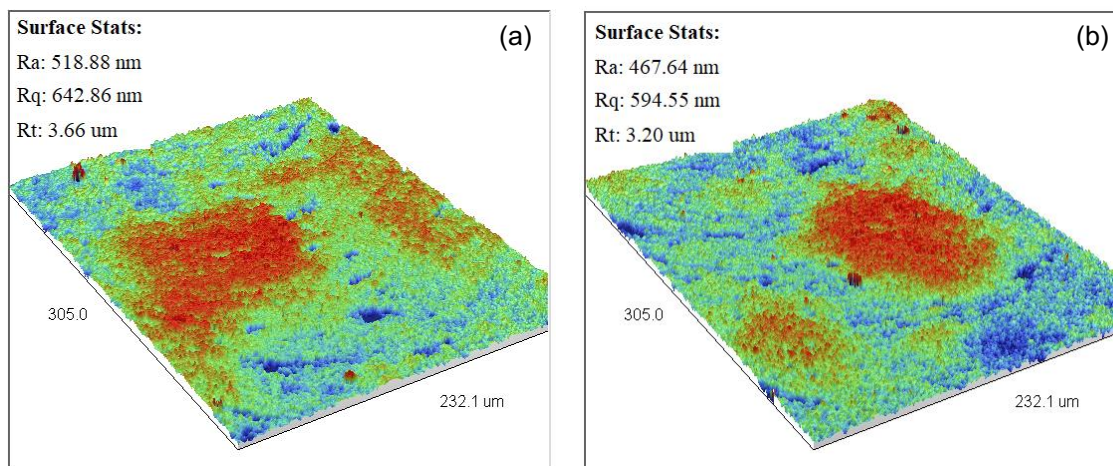 Surface Stats:
(a)
Ra: 518.88 nm
Rq: 642.86 nm
Rt: 3.66 um
305.0
232.1 um
Surface Stats:
(b)
Ra: 467.64 nm
Rq: 594.55 nm
Rt: 3.20 um
305.0
232.1 um